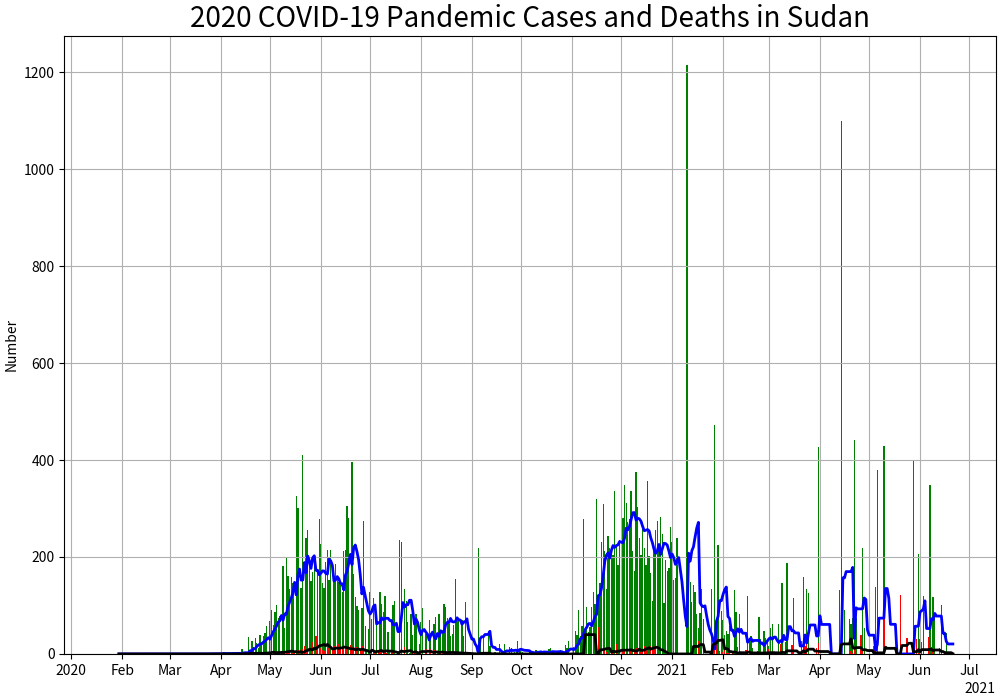 2020 COVID-19 Pandemic Cases and Deaths in Sudan
Number
1200
1000
800
600
400
200
0
2020 Feb Mar Apr May Jun Jul Aug Sep Oct Nov Dec 2021 Feb Mar Apr May Jun Jul
2021